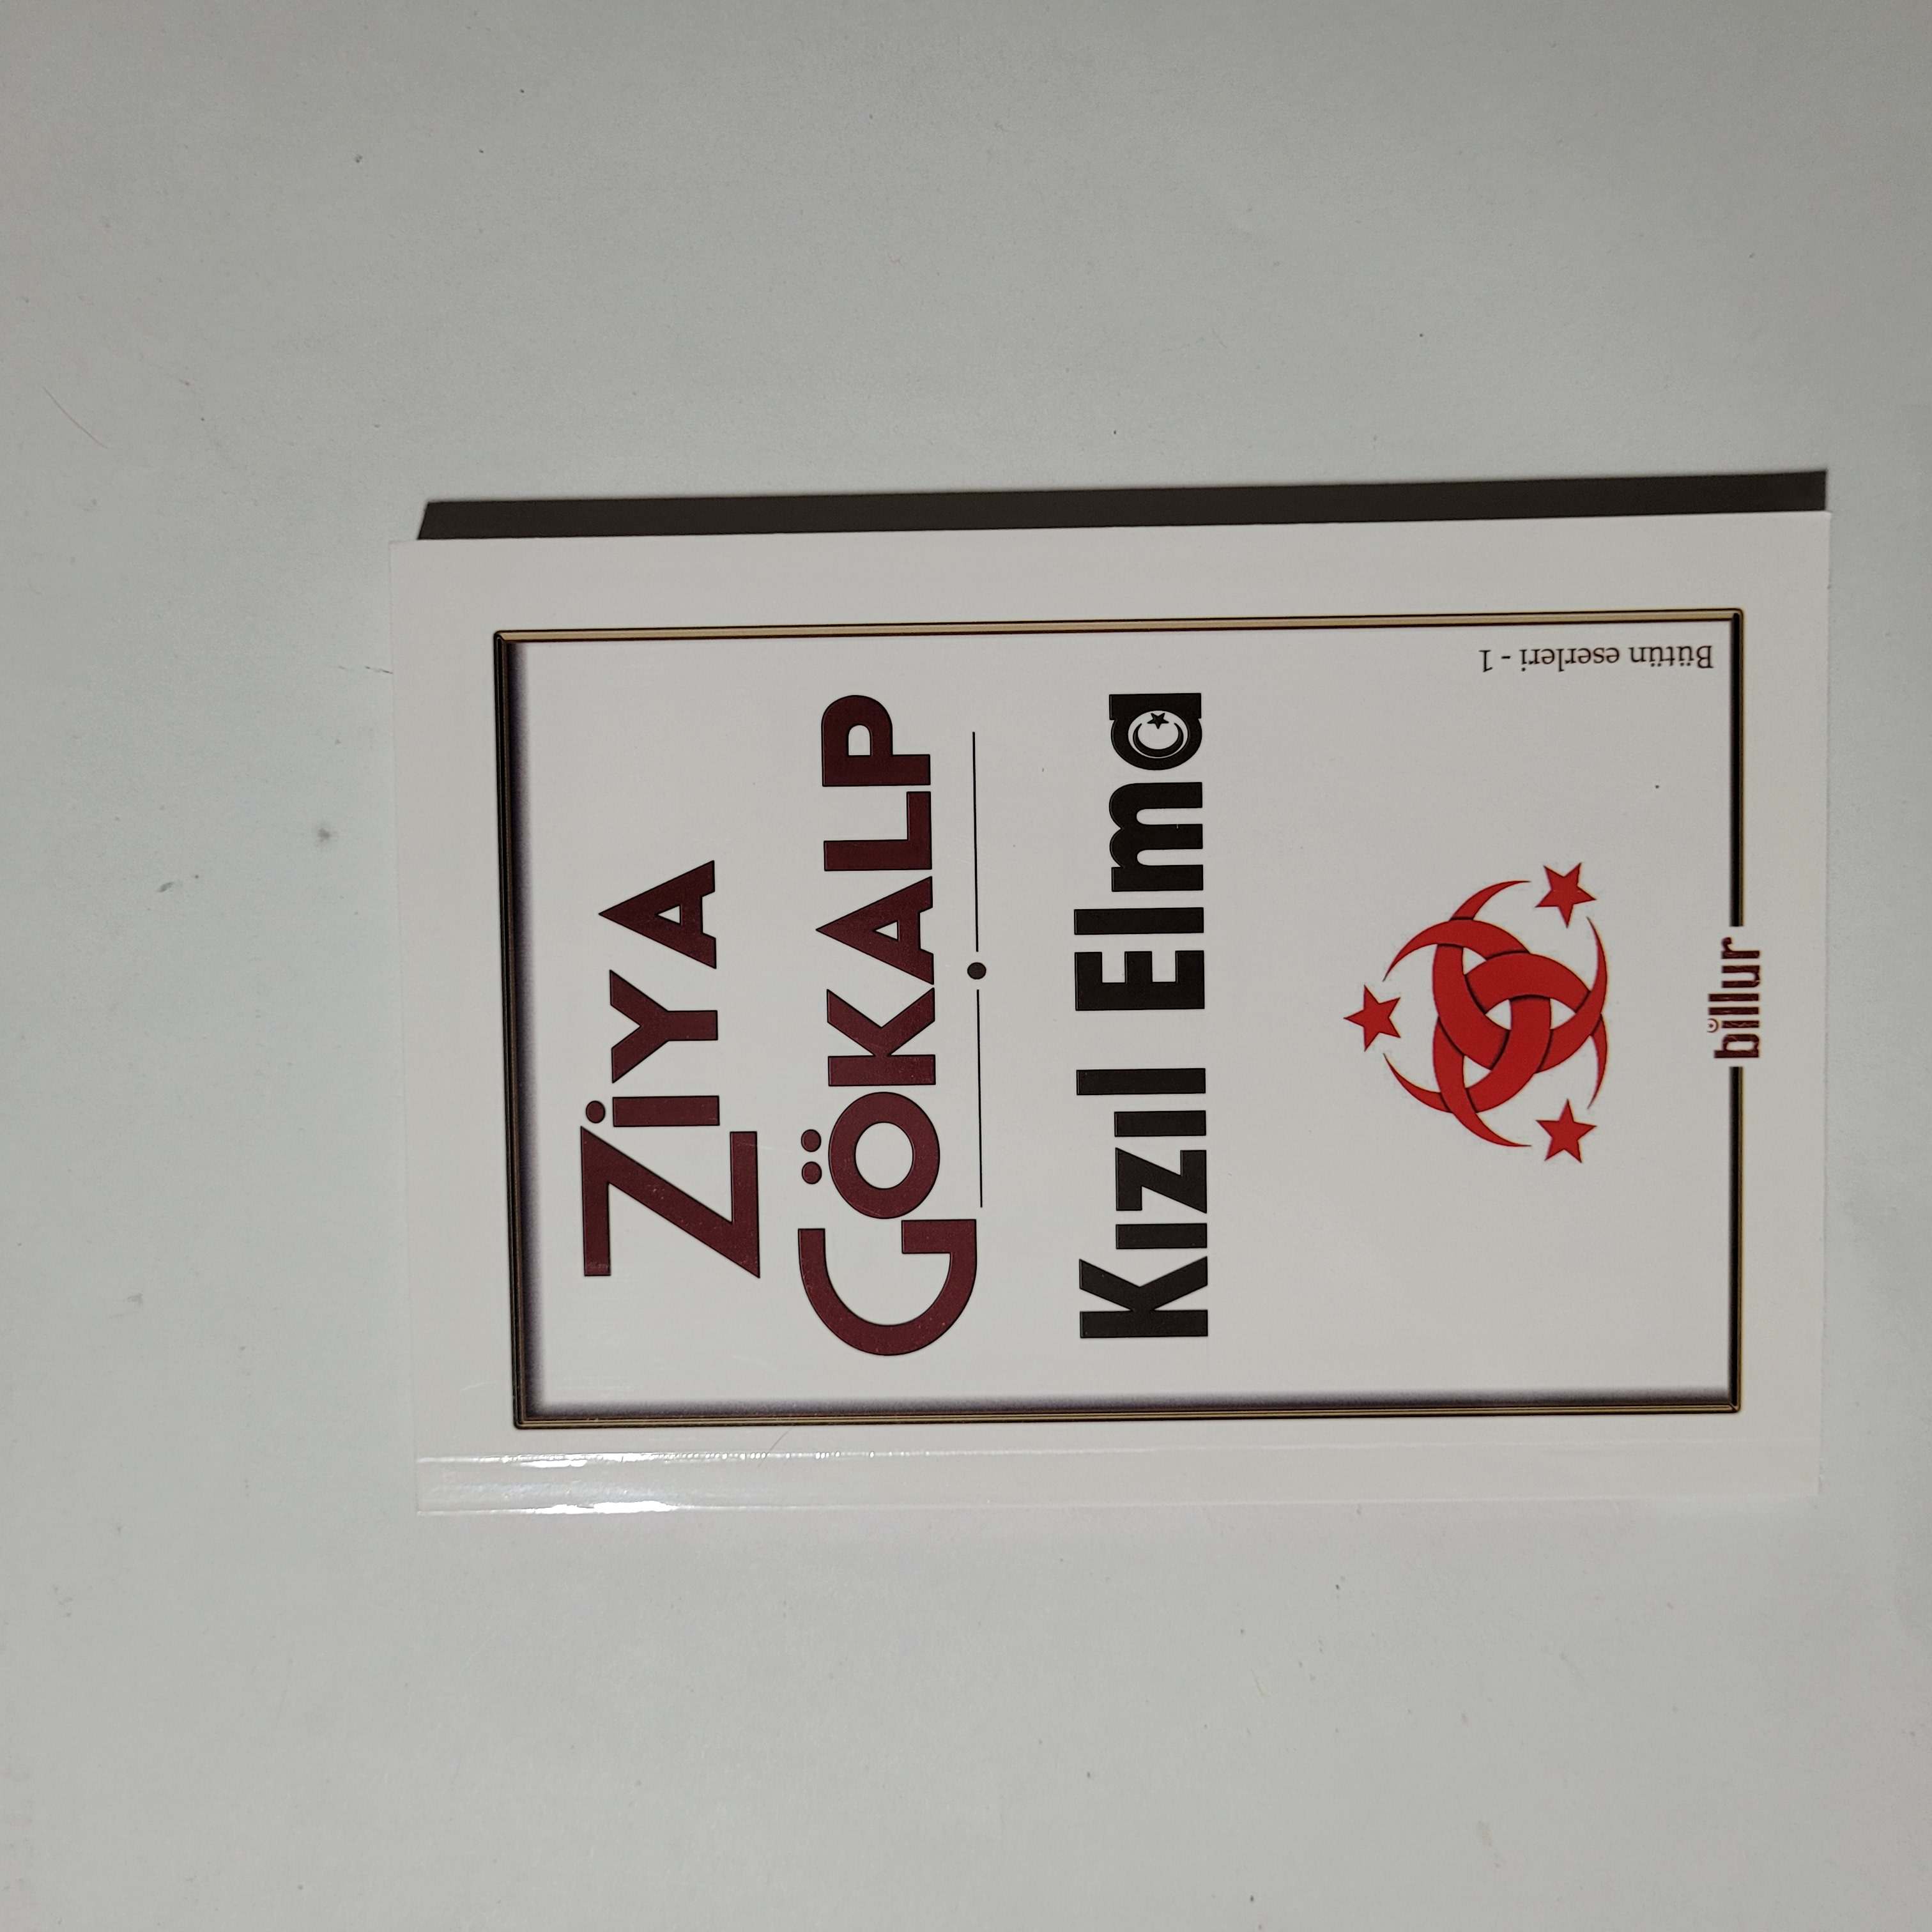 ZİYA
GÖKALP
Kızıl Elma
Bütün eserleri - 1
billur